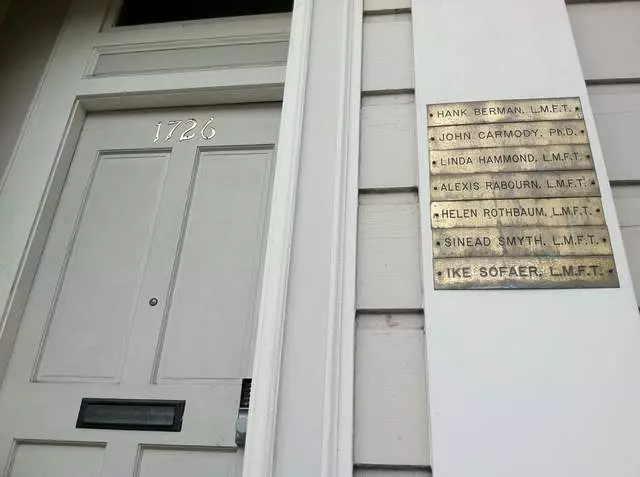 1726
HANK BERMAN, L.M.F.T.
JOHN CARMODY, Ph.D.
LINDA HAMMOND, L.M.F.T.
ALEXIS RABOURN, L.M.F.T.
HELEN ROTHBAUM, L.M.F.T.
SINEAD SMYTH, L.M.F.T.
IKE SOFAER, L.M.F.T.